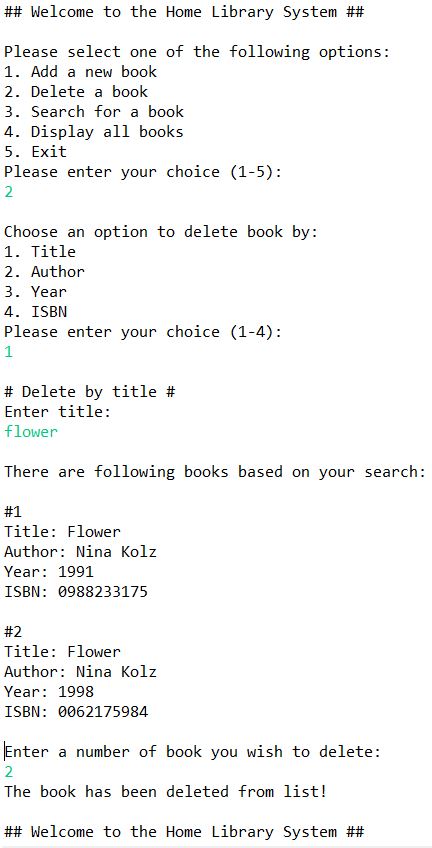 ## Welcome to the Home Library System ##
Please select one of the following options:
1. Add a new book
2. Delete a book
3. Search for a book
4. Display all books
5. Exit
Please enter your choice (1-5):
2
Choose an option to delete book by:
1. Title
2. Author
3. Year
4. ISBN
Please enter your choice (1-4):
1
# Delete by title #
Enter title:
flower
There are following books based on your search:
#1
Title: Flower
Author: Nina Kolz
Year: 1991
ISBN: 0988233175
#2
Title: Flower
Author: Nina Kolz
Year: 1998
ISBN: 0062175984
Enter a number of book you wish to delete:
2
The book has been deleted from list!
## Welcome to the Home Library System ##